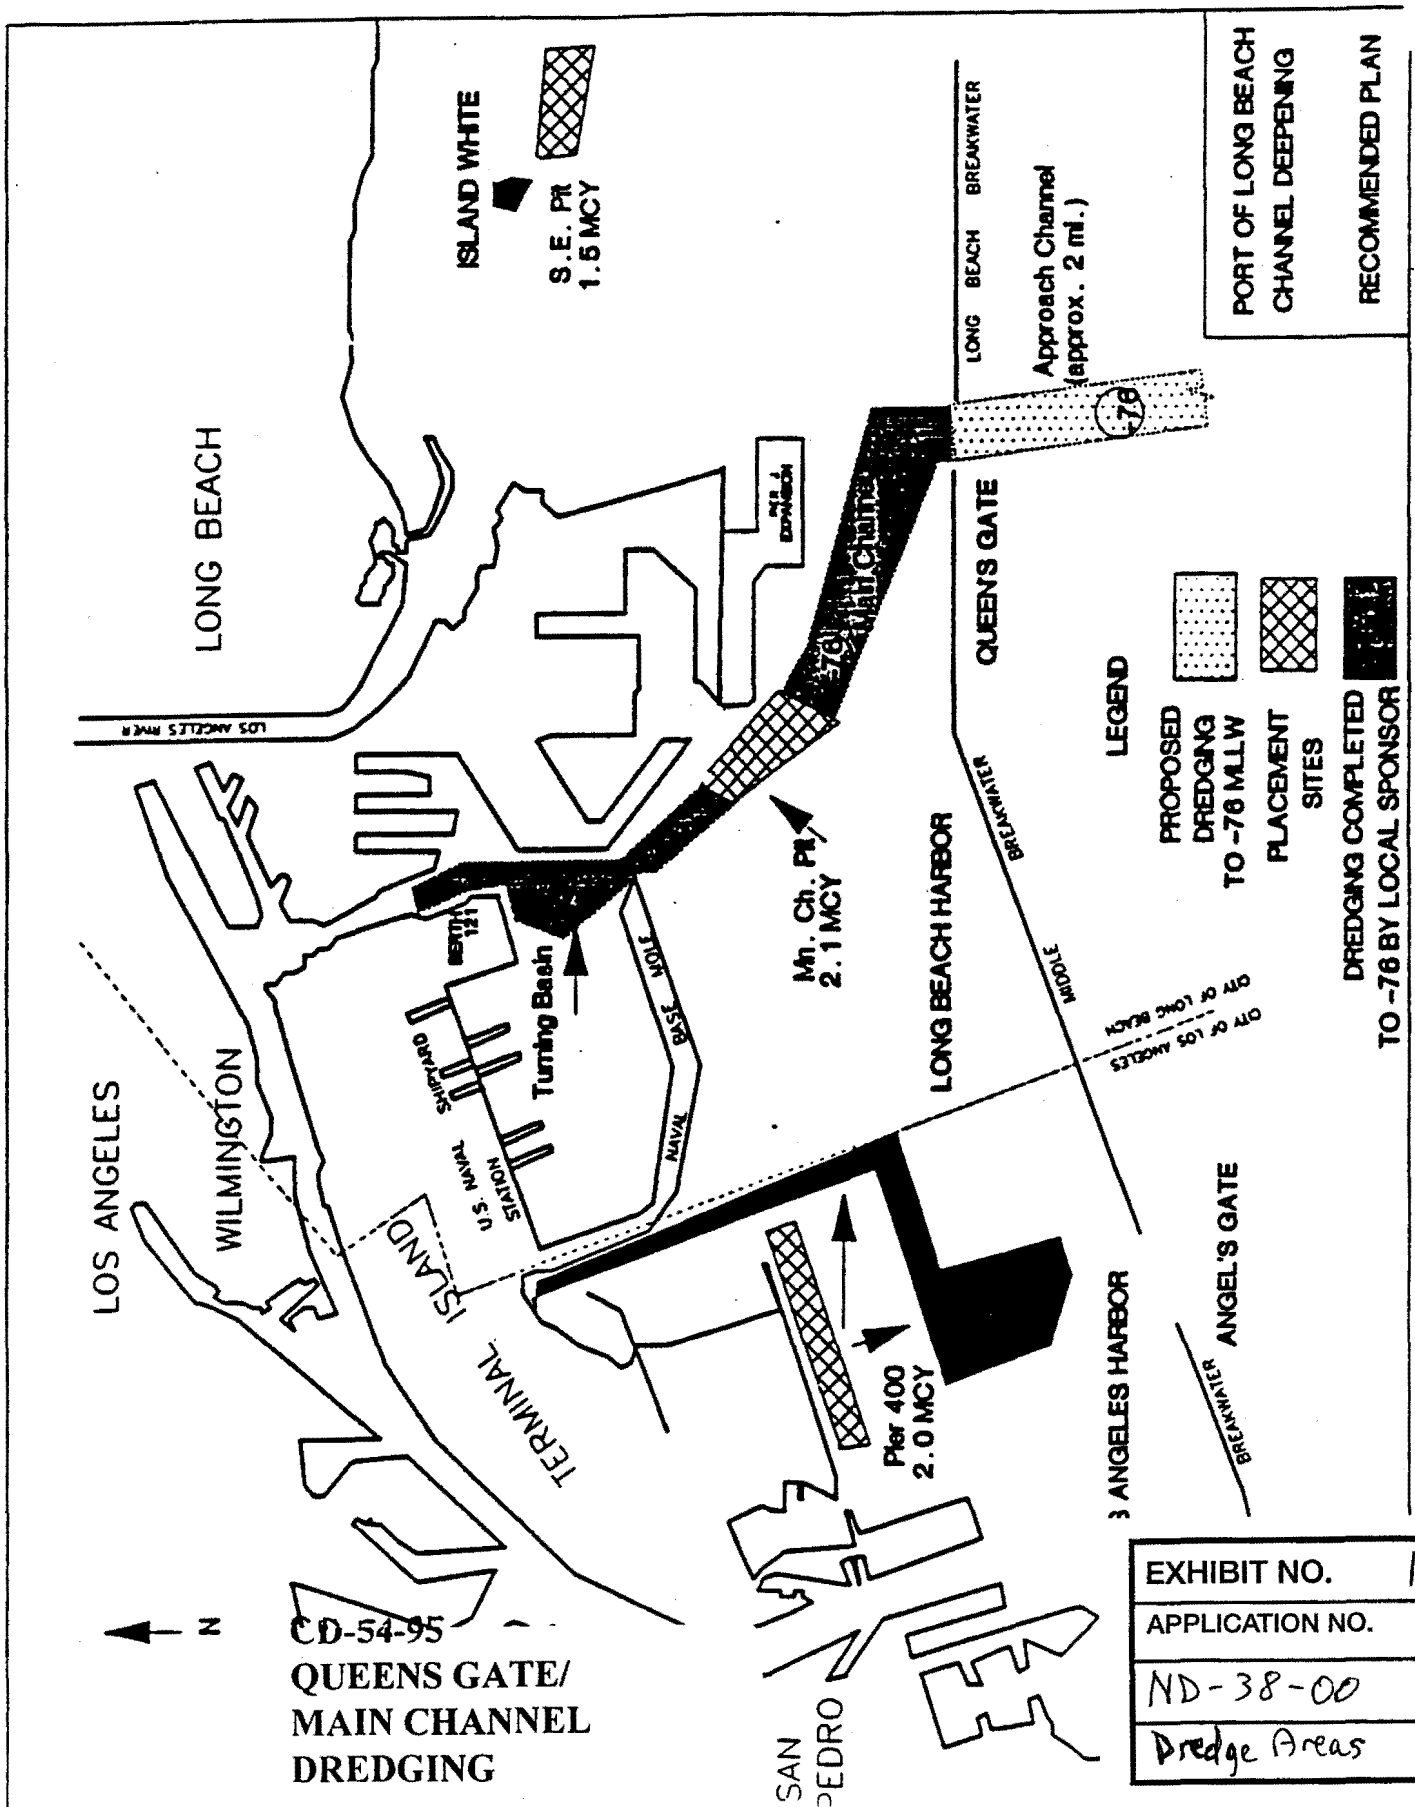 PORT OF LONG BEACH
CHANNEL DEEPENING
RECOMMENDED PLAN
ISLAND WHITE
S.E. Pit
1.5 MCY
LONG BEACH BREAKWATER
Approach Channel
(approx. 2 mi.)
-76
LONG BEACH
PIER J
EXPANSION
-76
Main Channel
QUEEN'S GATE
LOS ANGELES RIVER
LEGEND
PROPOSED
DREDGING
TO -76 MLLW
PLACEMENT
SITES
DREDGING COMPLETED
TO -76 BY LOCAL SPONSOR
BERTH
121
Turning Basin
Mn. Ch. Pit
2.1 MCY
LONG BEACH HARBOR
MIDDLE BREAKWATER
CITY OF LONG BEACH
CITY OF LOS ANGELES
LOS ANGELES
WILMINGTON
U.S. NAVAL SHIPYARD
STATION
NAVAL BASE MOLE
TERMINAL ISLAND
Pier 400
2.0 MCY
ANGELES HARBOR
ANGEL'S GATE
BREAKWATER
N
SAN
PEDRO
CD-54-95
QUEENS GATE/
MAIN CHANNEL
DREDGING
EXHIBIT NO. 1
APPLICATION NO.
ND-38-00
Dredge Areas